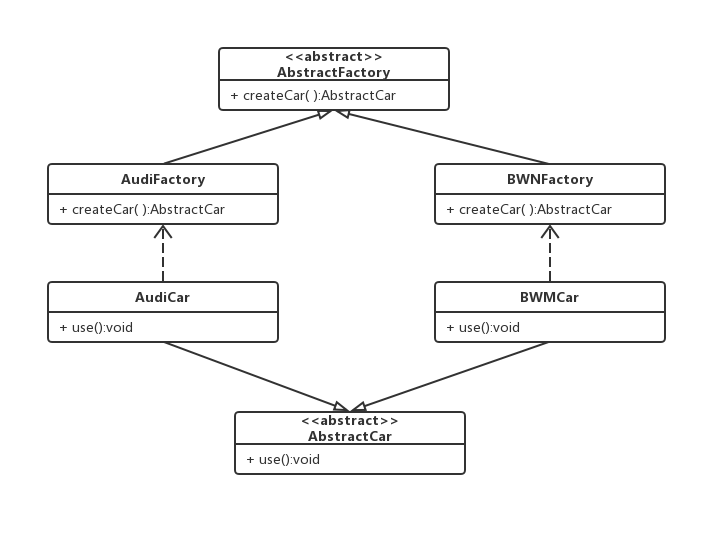 <<abstract>>
AbstractFactory
+ createCar( ):AbstractCar
AudiFactory
+ createCar( ):AbstractCar
BWNFactory
+ createCar( ):AbstractCar
AudiCar
+ use():void
BWMCar
+ use():void
<<abstract>>
AbstractCar
+ use():void